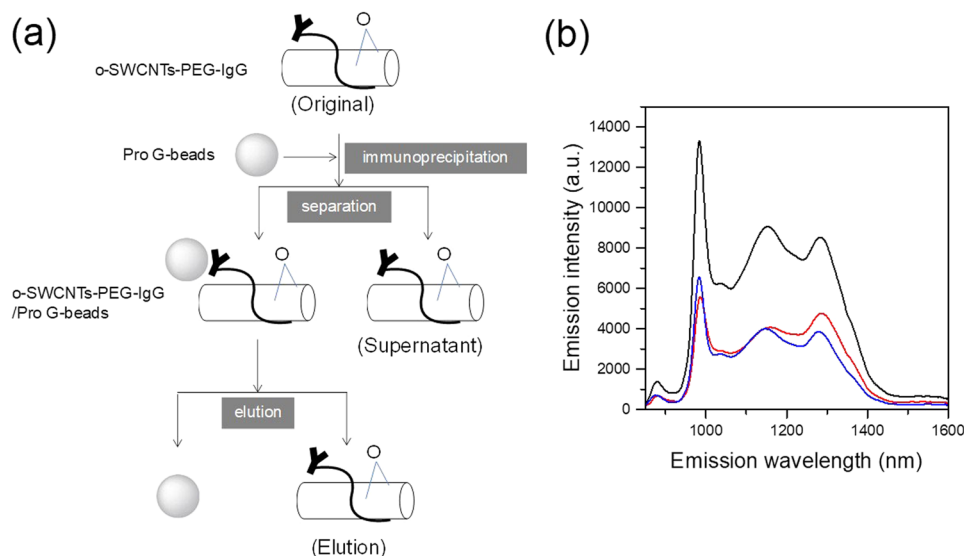 (a)
o-SWCNTs-PEG-IgG
(Original)
Pro G-beads
immunoprecipitation
separation
o-SWCNTs-PEG-IgG
/Pro G-beads
(Supernatant)
elution
(Elution)
(b)
14000
12000
10000
8000
6000
4000
2000
0
Emission intensity (a.u.)
1000
1200
1400
1600
Emission wavelength (nm)